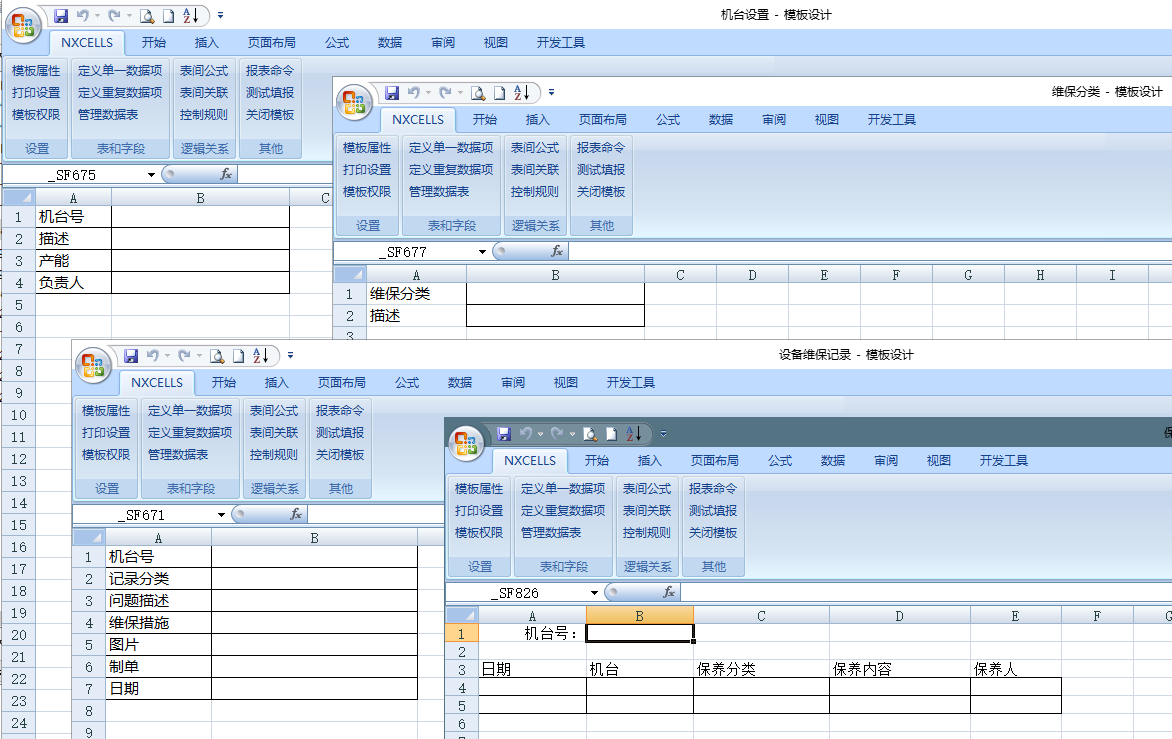 机台设置 - 模板设计
NXCELLS 开始 插入 页面布局 公式 数据 审阅 视图 开发工具
模板属性 定义单一数据项 表间公式 报表命令
打印设置 定义重复数据项 表间关联 测试填报
模板权限 管理数据表 控制规则 关闭模板
设置 表和字段 逻辑关系 其他
_SF675 fx
A B C
1 机台号
2 描述
3 产能
4 负责人
5
6
7
8
9
10
11
12
13
14
15
16
17
18
19
20
21
22
23
24
维保分类 - 模板设计
NXCELLS 开始 插入 页面布局 公式 数据 审阅 视图 开发工具
模板属性 定义单一数据项 表间公式 报表命令
打印设置 定义重复数据项 表间关联 测试填报
模板权限 管理数据表 控制规则 关闭模板
设置 表和字段 逻辑关系 其他
_SF677 fx
A B C D E F G H I
1 维保分类
2 描述
3
设备维保记录 - 模板设计
NXCELLS 开始 插入 页面布局 公式 数据 审阅 视图 开发工具
模板属性 定义单一数据项 表间公式 报表命令
打印设置 定义重复数据项 表间关联 测试填报
模板权限 管理数据表 控制规则 关闭模板
设置 表和字段 逻辑关系 其他
_SF671 fx
A B
1 机台号
2 记录分类
3 问题描述
4 维保措施
5 图片
6 制单
7 日期
8
9
NXCELLS 开始 插入 页面布局 公式 数据 审阅 视图 开发工具
模板属性 定义单一数据项 表间公式 报表命令
打印设置 定义重复数据项 表间关联 测试填报
模板权限 管理数据表 控制规则 关闭模板
设置 表和字段 逻辑关系 其他
_SF826 fx
A B C D E F G
1 机台号：
2
3 日期 机台 保养分类 保养内容 保养人
4
5
6